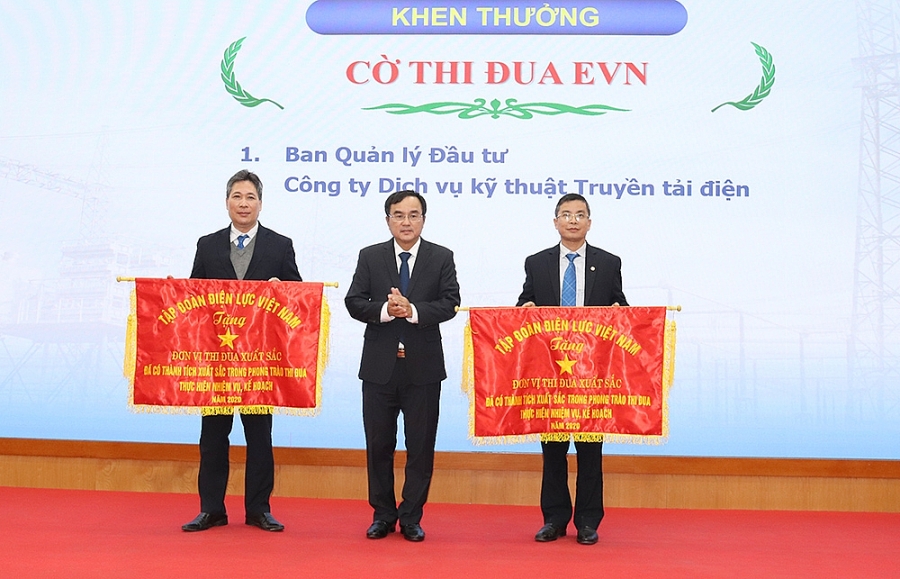 KHEN THƯỞNG
CỜ THI ĐUA EVN
1. Ban Quản lý Đầu tư
Công ty Dịch vụ kỹ thuật Truyền tải điện
TẬP ĐOÀN ĐIỆN LỰC VIỆT NAM
Tặng
ĐƠN VỊ THI ĐUA XUẤT SẮC
ĐÃ CÓ THÀNH TÍCH XUẤT SẮC TRONG PHONG TRÀO THI ĐUA
THỰC HIỆN NHIỆM VỤ, KẾ HOẠCH
NĂM 2020
TẬP ĐOÀN ĐIỆN LỰC VIỆT NAM
Tặng
ĐƠN VỊ THI ĐUA XUẤT SẮC
ĐÃ CÓ THÀNH TÍCH XUẤT SẮC TRONG PHONG TRÀO THI ĐUA
THỰC HIỆN NHIỆM VỤ, KẾ HOẠCH
NĂM 2020